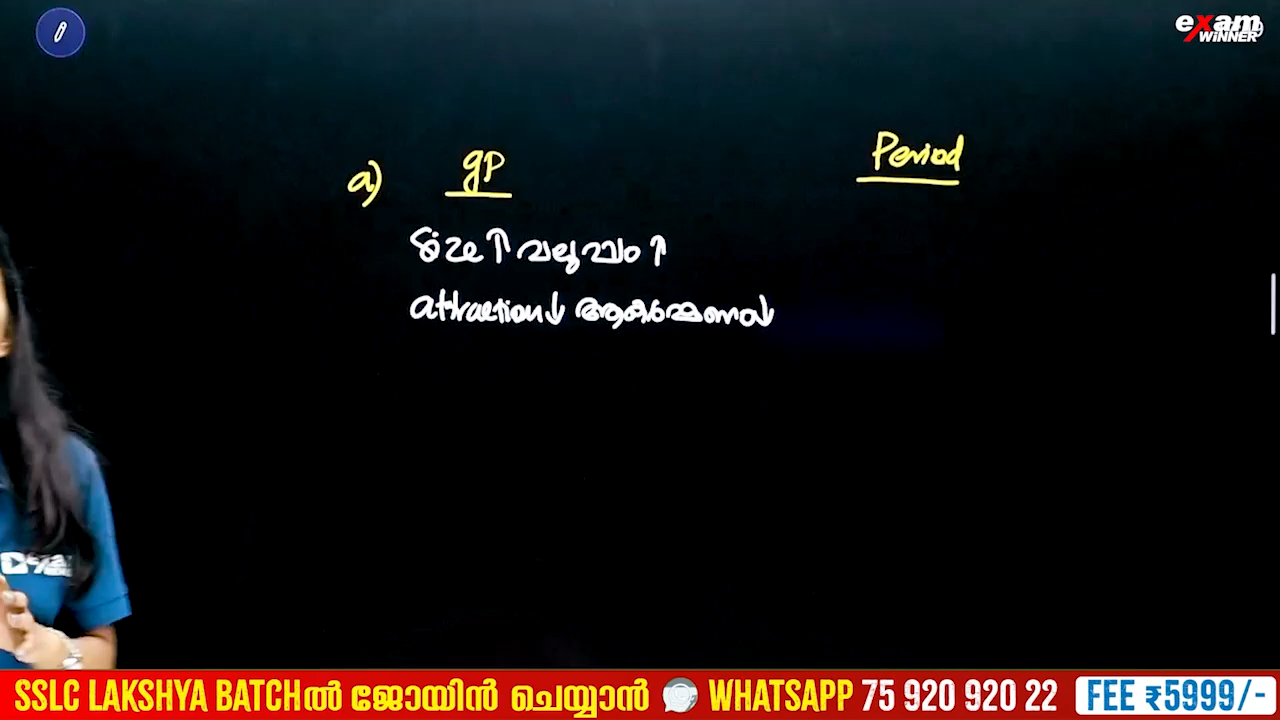 exam
WINNER
a) gp Period
Size↑ വലുപ്പം↑
attraction↓ ആകർഷണം↓
SSLC LAKSHYA BATCHൽ ജോയിൻ ചെയ്യാൻ WHATSAPP 75 920 920 22 FEE ₹5999/-